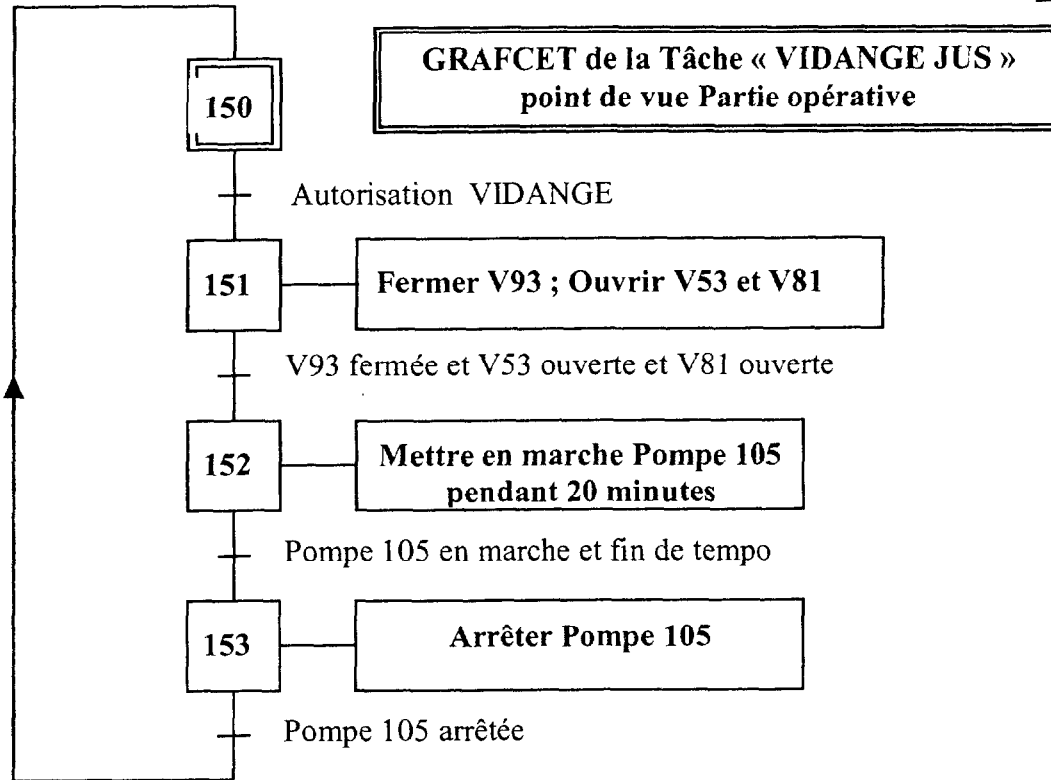 GRAFCET de la Tâche « VIDANGE JUS »
point de vue Partie opérative
150
Autorisation VIDANGE
151
Fermer V93 ; Ouvrir V53 et V81
V93 fermée et V53 ouverte et V81 ouverte
152
Mettre en marche Pompe 105
pendant 20 minutes
Pompe 105 en marche et fin de tempo
153
Arrêter Pompe 105
Pompe 105 arrêtée